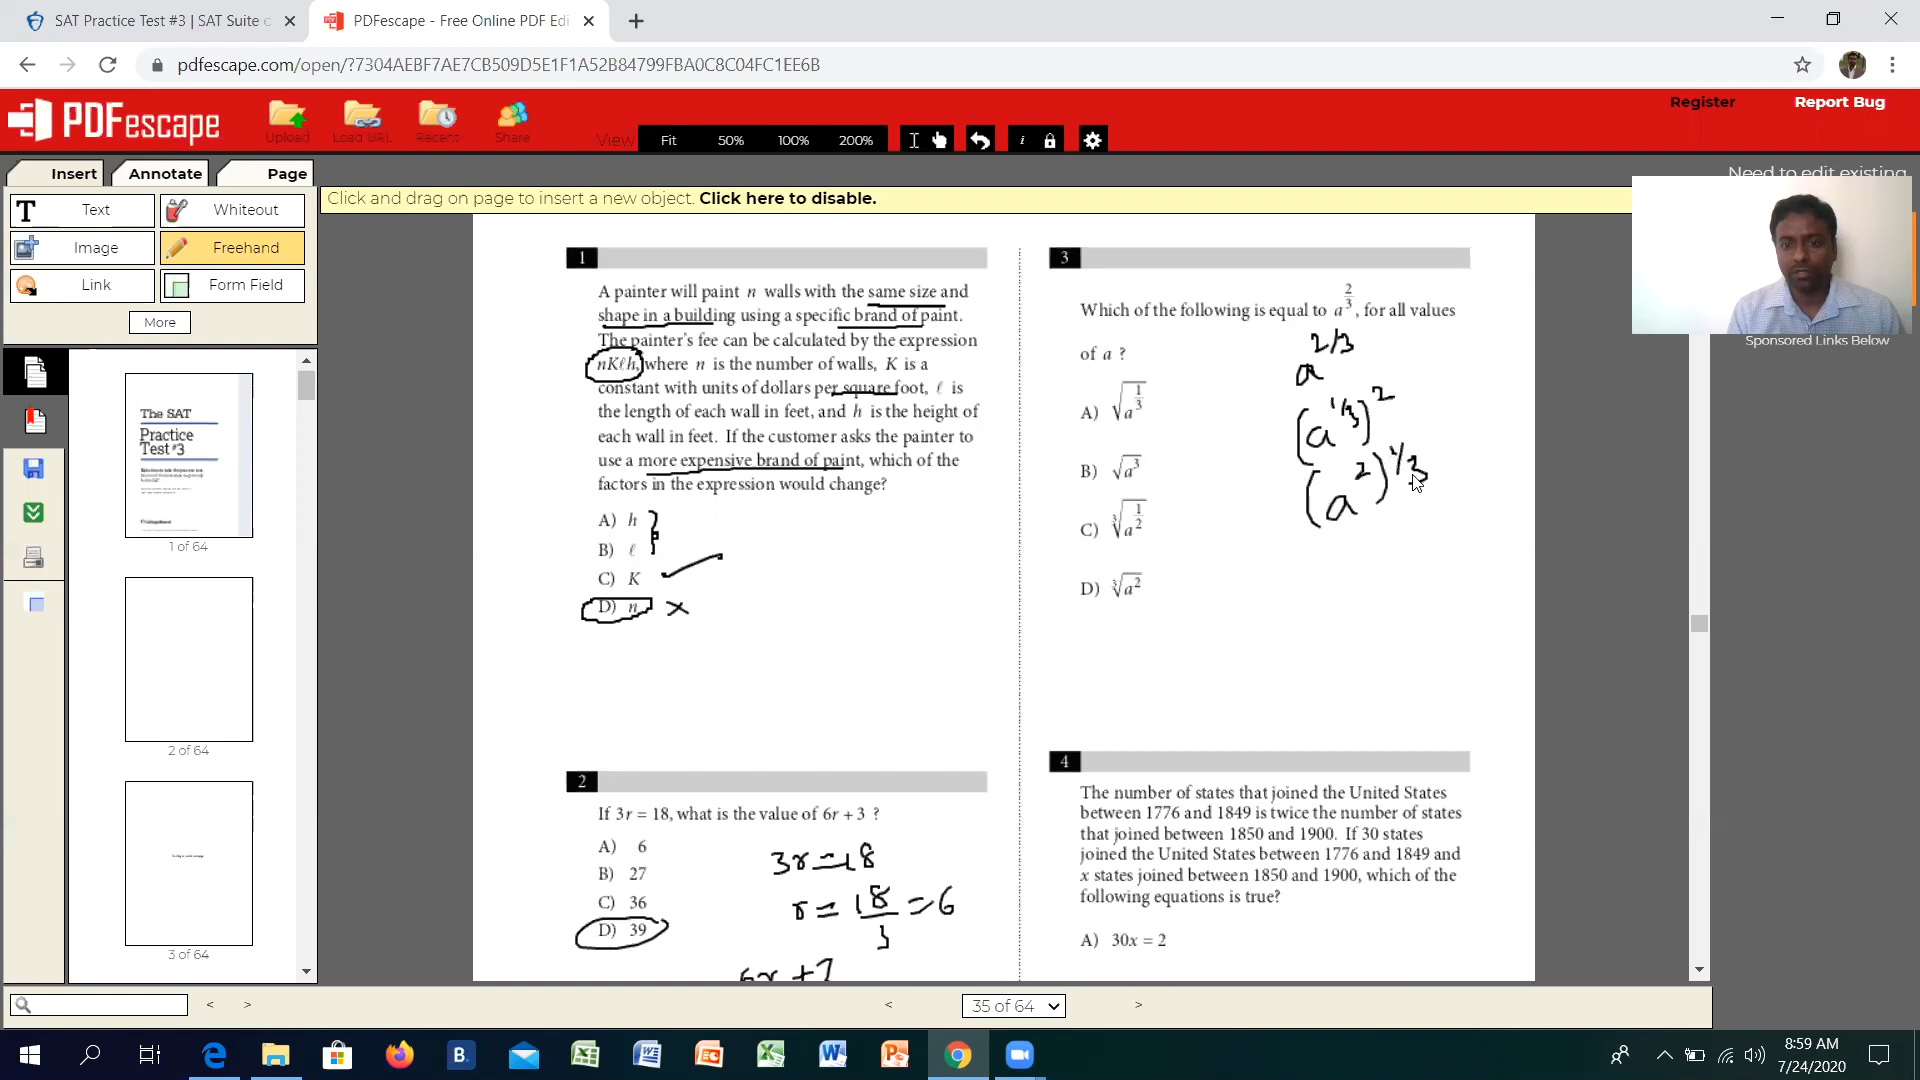 SAT Practice Test #3 | SAT Suite o
PDFescape - Free Online PDF Edi
pdfescape.com/open/?7304AEBF7AE7CB509D5E1F1A52B84799FBA0C8C04FC1EE6B
PDFescape
Upload
Load URL
Recent
Share
View
Fit
50%
100%
200%
Register
Report Bug
Insert
Annotate
Page
Need to edit existing
Click and drag on page to insert a new object. Click here to disable.
Text
Whiteout
Image
Freehand
Link
Form Field
More
Sponsored Links Below
The SAT
Practice
Test #3
1 of 64
2 of 64
3 of 64
1
A painter will paint n walls with the same size and
shape in a building using a specific brand of paint.
The painter's fee can be calculated by the expression
nKℓh, where n is the number of walls, K is a
constant with units of dollars per square foot, ℓ is
the length of each wall in feet, and h is the height of
each wall in feet. If the customer asks the painter to
use a more expensive brand of paint, which of the
factors in the expression would change?
A) h
B) ℓ
C) K
D) n
2
If 3r = 18, what is the value of 6r + 3 ?
A) 6
B) 27
C) 36
D) 39
3r = 18
r = 18/3 = 6
3
Which of the following is equal to a^(2/3), for all values
of a ?
A) √(a^(1/3))
B) √(a³)
C) ∛(a^(1/2))
D) ∛(a²)
a^(2/3)
(a^(1/3))^2
(a^2)^(1/3)
4
The number of states that joined the United States
between 1776 and 1849 is twice the number of states
that joined between 1850 and 1900. If 30 states
joined the United States between 1776 and 1849 and
x states joined between 1850 and 1900, which of the
following equations is true?
A) 30x = 2
35 of 64
8:59 AM
7/24/2020